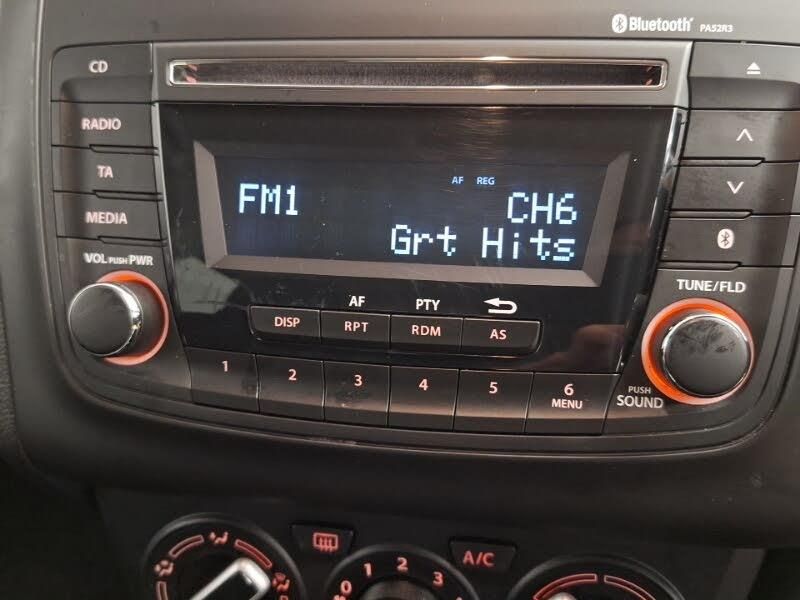 Bluetooth PA52R3
CD
RADIO
TA
MEDIA
VOL PUSH PWR
AF REG
FM1 CH6
Grt Hits
TUNE/FLD
AF PTY
DISP RPT RDM AS
1 2 3 4 5 6
MENU
PUSH
SOUND
A/C
0 1 2 3